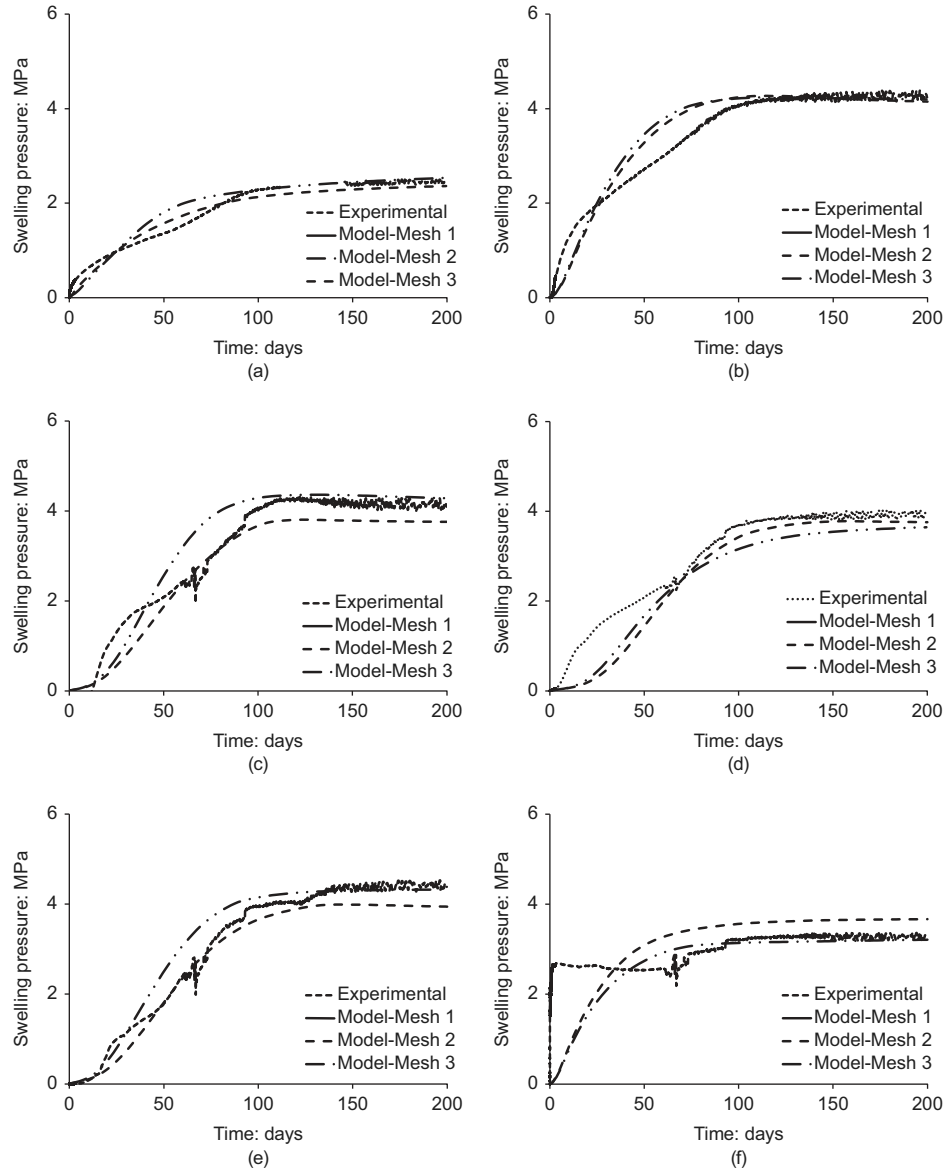 6
4
2
0
Swelling pressure: MPa
Experimental
Model-Mesh 1
Model-Mesh 2
Model-Mesh 3
0 50 100 150 200
Time: days
(a)
6
4
2
0
Swelling pressure: MPa
Experimental
Model-Mesh 1
Model-Mesh 2
Model-Mesh 3
0 50 100 150 200
Time: days
(b)
6
4
2
0
Swelling pressure: MPa
Experimental
Model-Mesh 1
Model-Mesh 2
Model-Mesh 3
0 50 100 150 200
Time: days
(c)
6
4
2
0
Swelling pressure: MPa
Experimental
Model-Mesh 1
Model-Mesh 2
Model-Mesh 3
0 50 100 150 200
Time: days
(d)
6
4
2
0
Swelling pressure: MPa
Experimental
Model-Mesh 1
Model-Mesh 2
Model-Mesh 3
0 50 100 150 200
Time: days
(e)
6
4
2
0
Swelling pressure: MPa
Experimental
Model-Mesh 1
Model-Mesh 2
Model-Mesh 3
0 50 100 150 200
Time: days
(f)